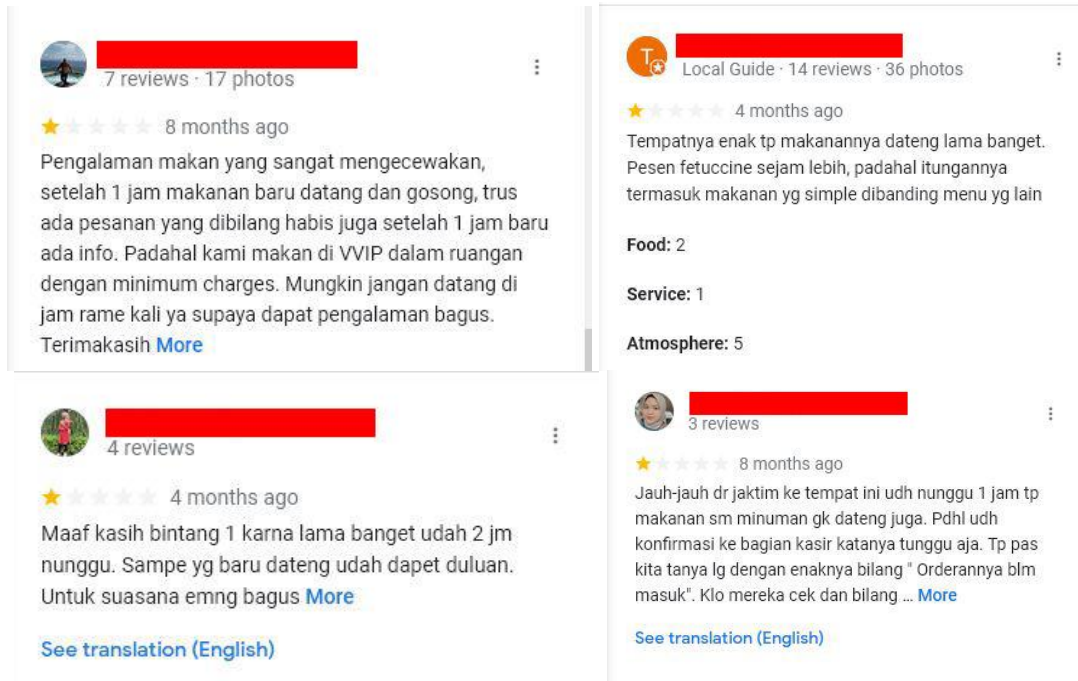 7 reviews · 17 photos
8 months ago
Pengalaman makan yang sangat mengecewakan,
setelah 1 jam makanan baru datang dan gosong, trus
ada pesanan yang dibilang habis juga setelah 1 jam baru
ada info. Padahal kami makan di VVIP dalam ruangan
dengan minimum charges. Mungkin jangan datang di
jam rame kali ya supaya dapat pengalaman bagus.
Terimakasih More
T
Local Guide · 14 reviews · 36 photos
4 months ago
Tempatnya enak tp makanannya dateng lama banget.
Pesen fetuccine sejam lebih, padahal itungannya
termasuk makanan yg simple dibanding menu yg lain
Food: 2
Service: 1
Atmosphere: 5
4 reviews
4 months ago
Maaf kasih bintang 1 karna lama banget udah 2 jm
nunggu. Sampe yg baru dateng udah dapet duluan.
Untuk suasana emng bagus More
See translation (English)
3 reviews
8 months ago
Jauh-jauh dr jaktim ke tempat ini udh nunggu 1 jam tp
makanan sm minuman gk dateng juga. Pdhl udh
konfirmasi ke bagian kasir katanya tunggu aja. Tp pas
kita tanya lg dengan enaknya bilang " Orderannya blm
masuk". Klo mereka cek dan bilang ... More
See translation (English)